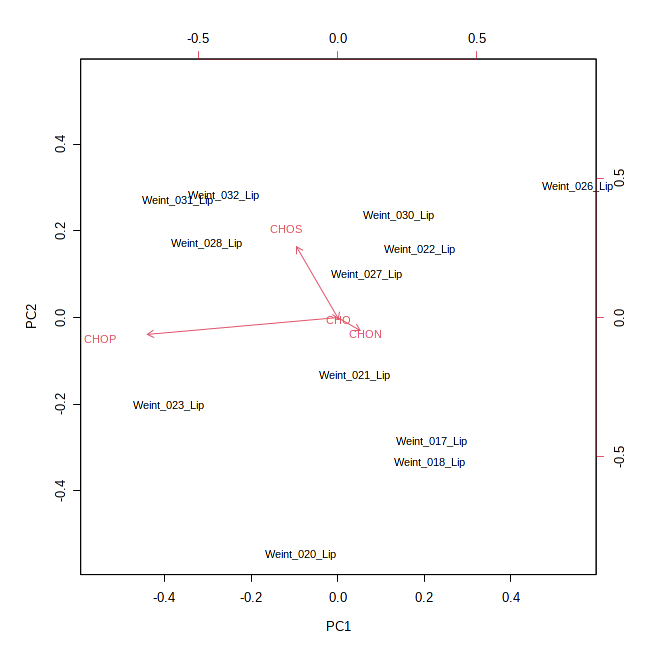 -0.5 0.0 0.5
0.4
0.2
0.0
-0.2
-0.4
PC2
0.5
0.0
-0.5
Weint_026_Lip
Weint_032_Lip
Weint_031_Lip
Weint_030_Lip
CHOS
Weint_028_Lip
Weint_022_Lip
Weint_027_Lip
CHO
CHON
CHOP
Weint_021_Lip
Weint_023_Lip
Weint_017_Lip
Weint_018_Lip
Weint_020_Lip
-0.4 -0.2 0.0 0.2 0.4
PC1